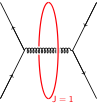 J = 1